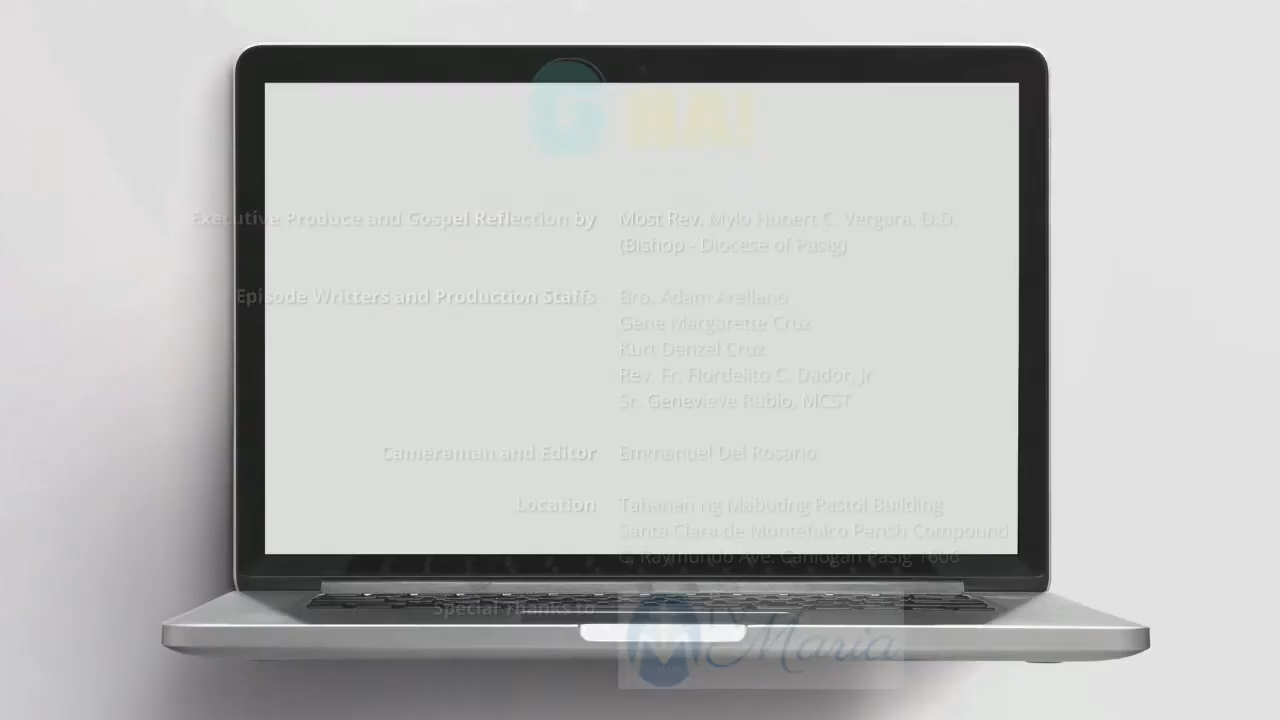 G NA!
Executive Produce and Gospel Reflection by Most Rev. Mylo Hubert C. Vergara, D.D.
(Bishop - Diocese of Pasig)
Episode Writters and Production Staffs Bro. Adam Arellano
Gene Margarette Cruz
Kurt Denzel Cruz
Rev. Fr. Flordelito C. Dador, Jr
Sr. Genevieve Rubio, MCST
Cameraman and Editor Emmanuel Del Rosario
Location Tahanan ng Mabuting Pastol Building
Santa Clara de Montefalco Parish Compound
C. Raymundo Ave. Caniogan Pasig 1606
Special Thanks to
Maria